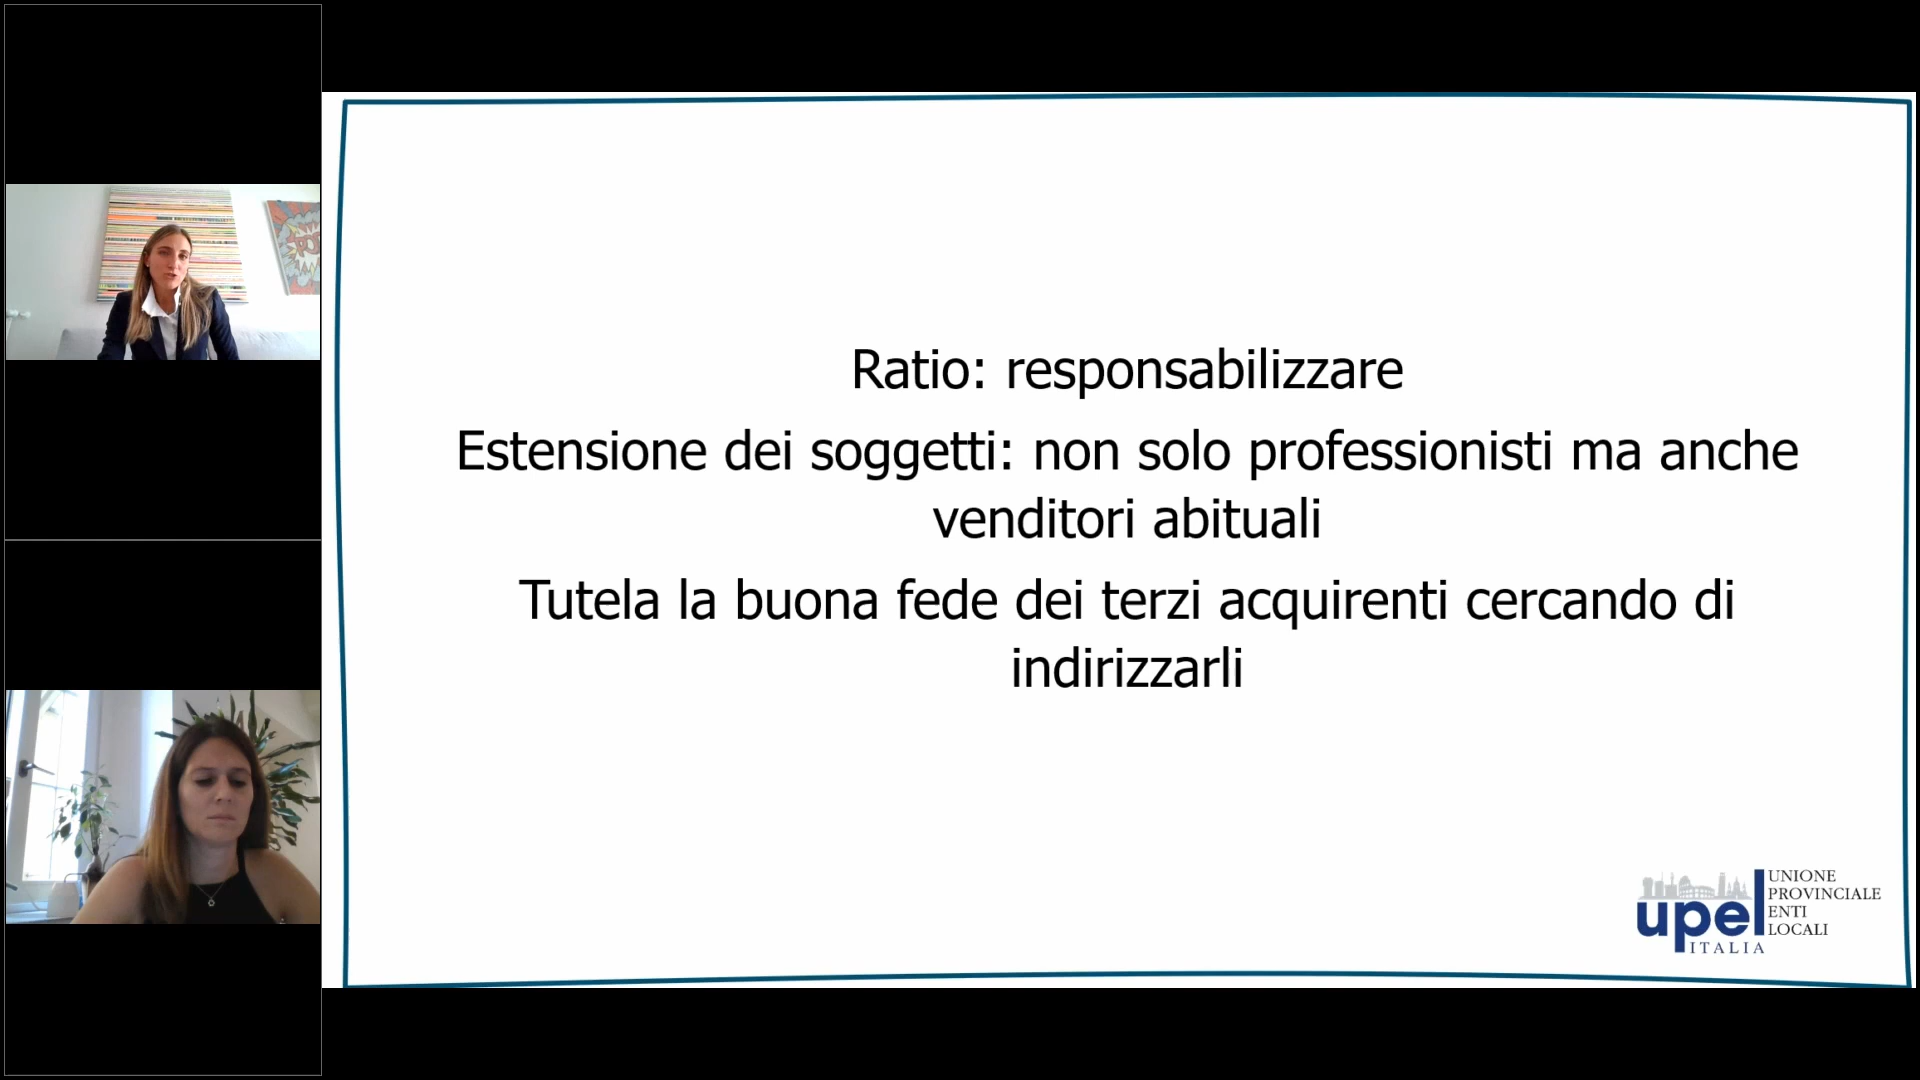 Ratio: responsabilizzare
Estensione dei soggetti: non solo professionisti ma anche
venditori abituali
Tutela la buona fede dei terzi acquirenti cercando di
indirizzarli
upel
ITALIA
UNIONE
PROVINCIALE
ENTI
LOCALI